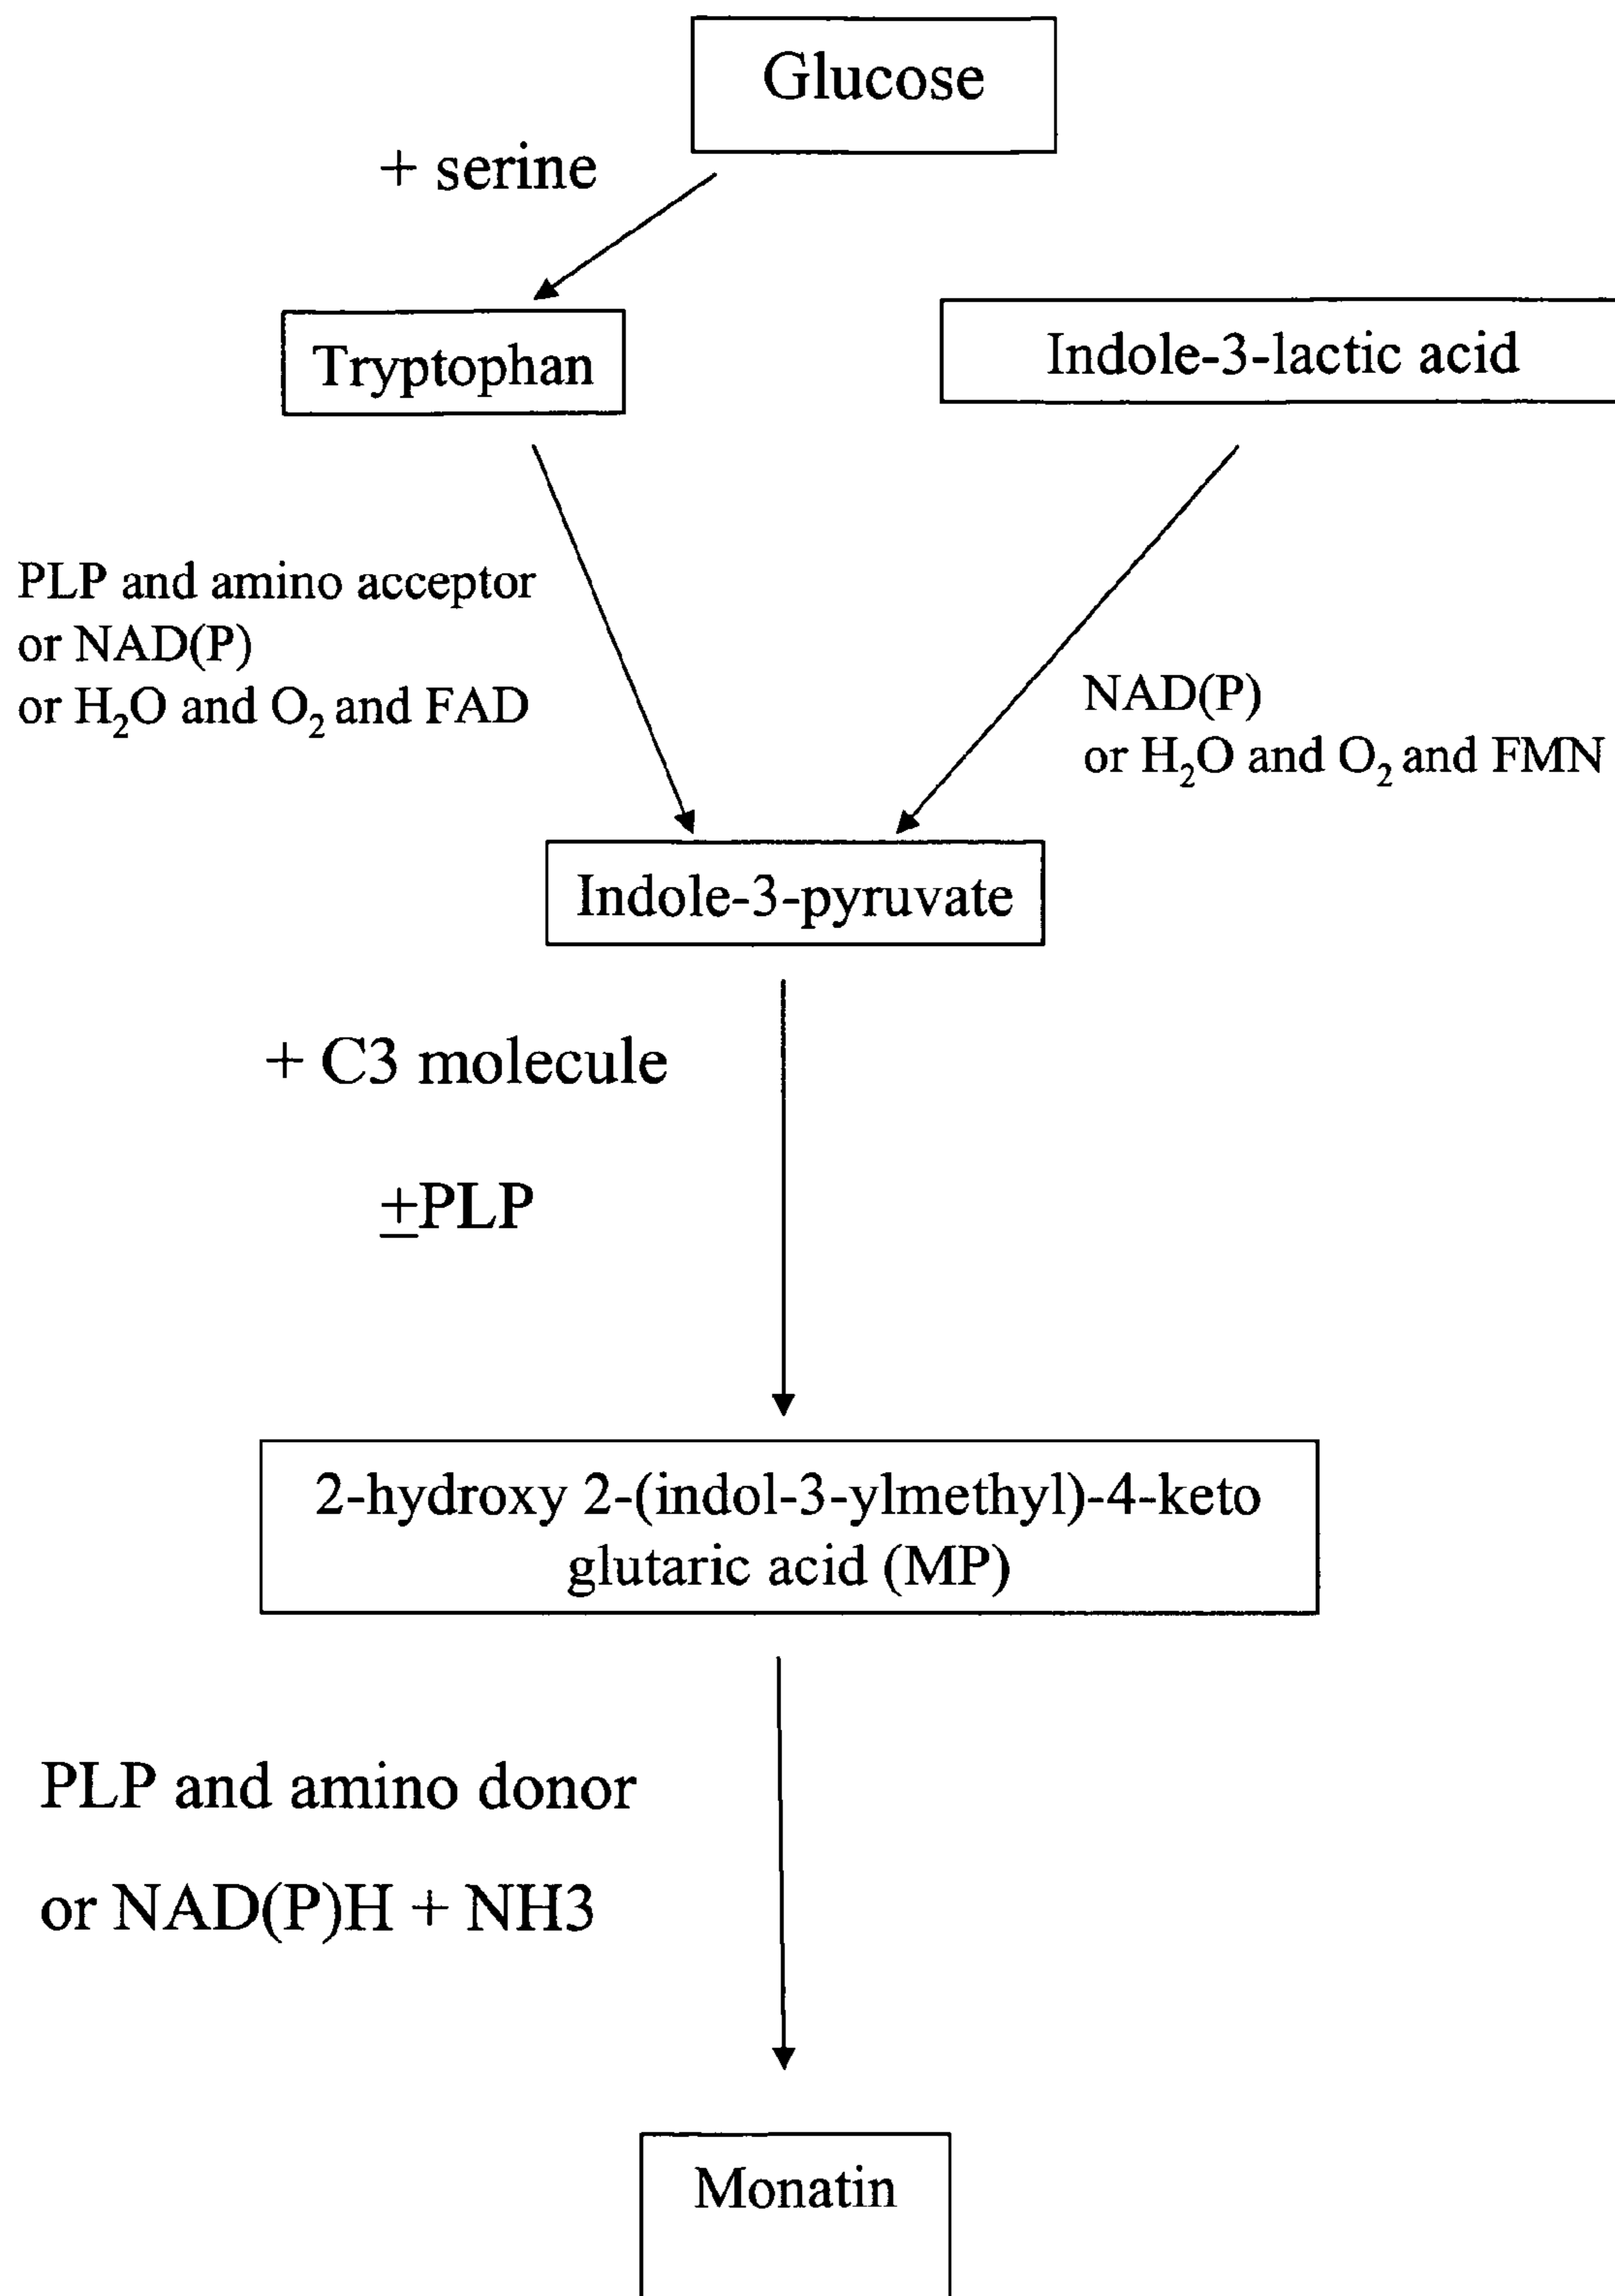 Glucose
+ serine
Tryptophan
Indole-3-lactic acid
PLP and amino acceptor
or NAD(P)
or H₂O and O₂ and FAD
NAD(P)
or H₂O and O₂ and FMN
Indole-3-pyruvate
+ C3 molecule
±PLP
2-hydroxy 2-(indol-3-ylmethyl)-4-keto
glutaric acid (MP)
PLP and amino donor
or NAD(P)H + NH3
Monatin